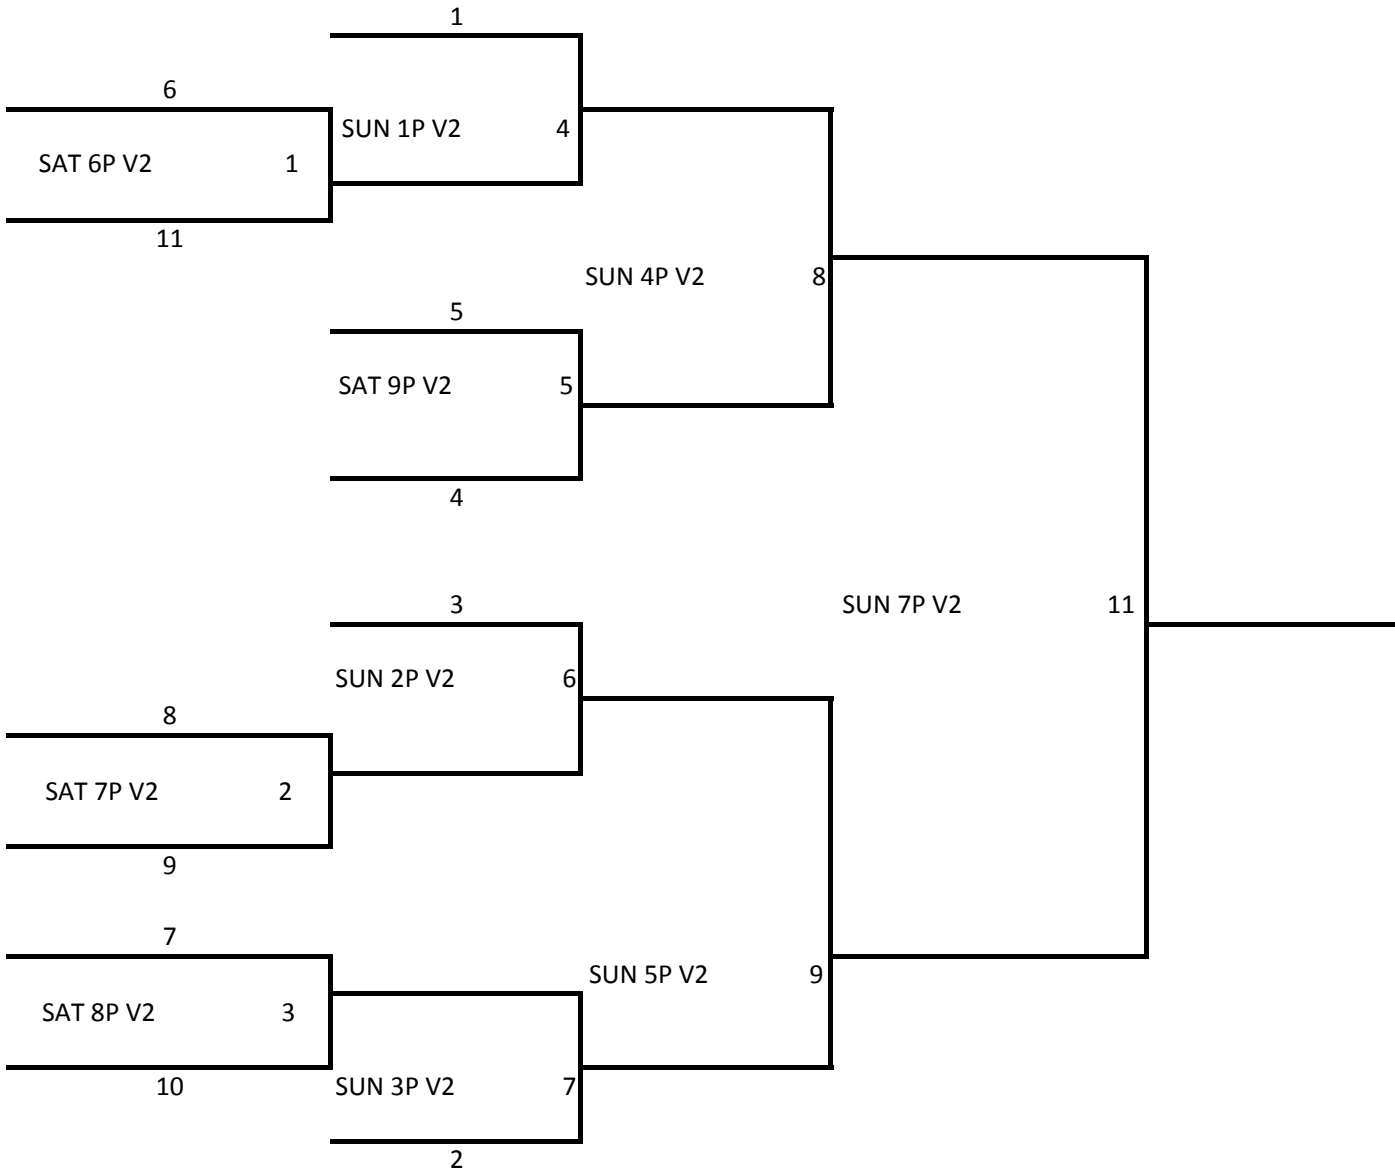 1
6
SUN 1P V2 4
SAT 6P V2 1
11
SUN 4P V2 8
5
SAT 9P V2 5
4
3
SUN 7P V2 11
SUN 2P V2 6
8
SAT 7P V2 2
9
7
SUN 5P V2 9
SAT 8P V2 3
10
SUN 3P V2 7
2